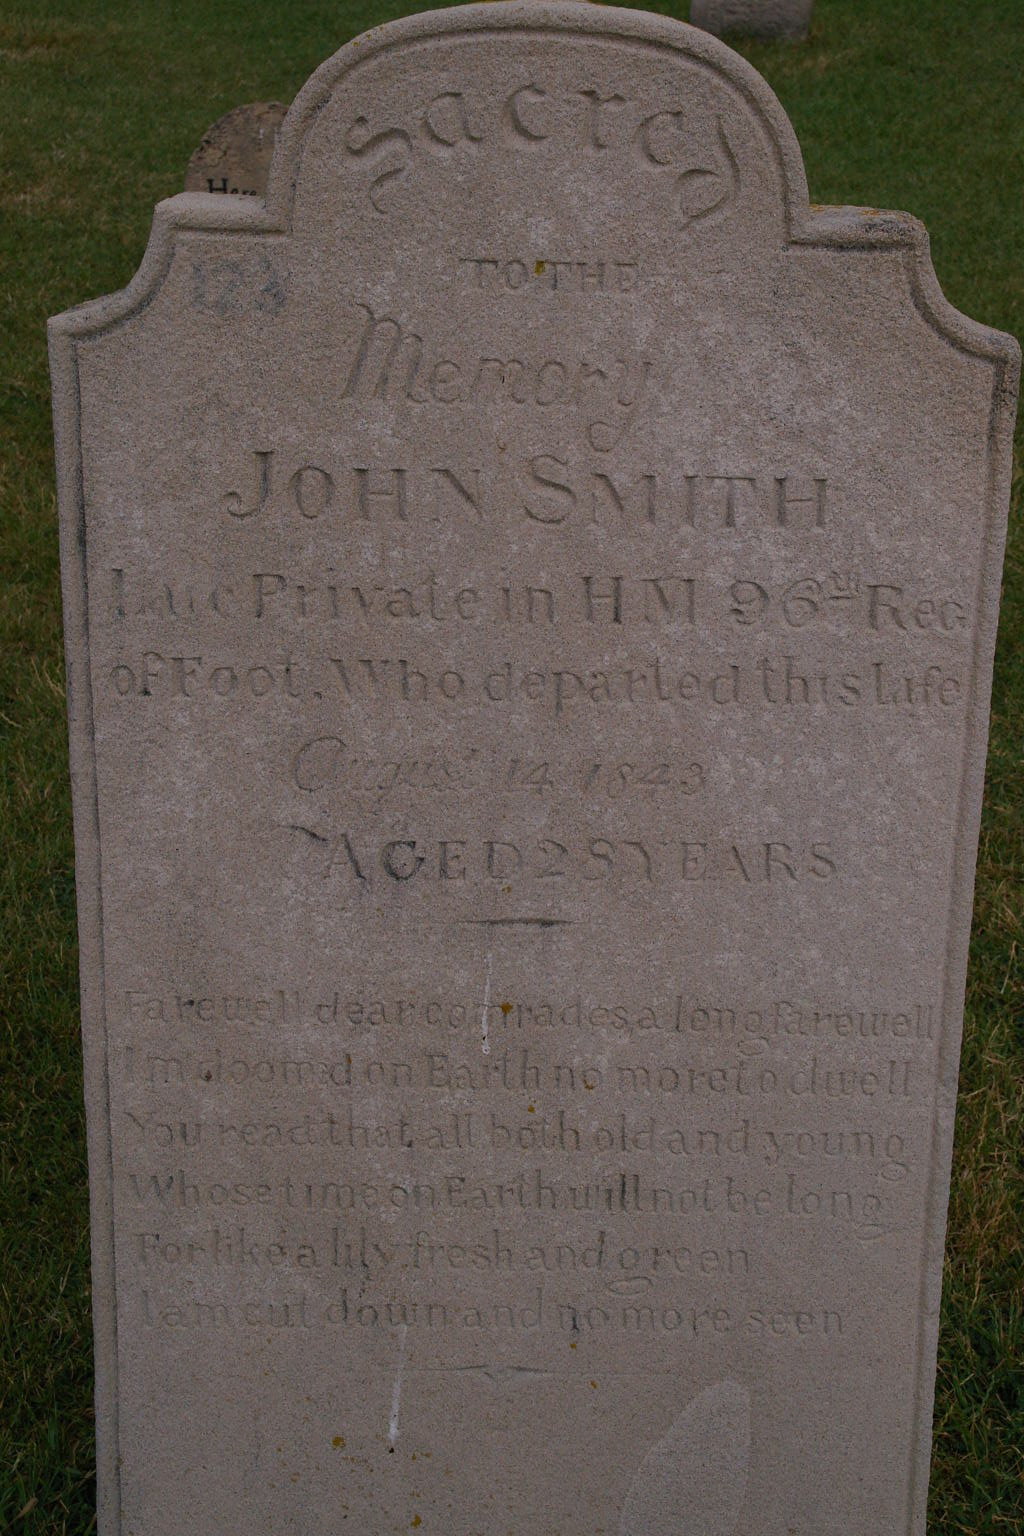 Sacred
Here
TO THE
Memory
JOHN SMITH
Late Private in HM 96th Reg
of Foot. Who departed this Life
August 14 1843
AGED 28 YEARS
Farewell dear comrades, a long farewell
I'm doomed on Earth no more to dwell
You read that all both old and young
Whose time on Earth will not be long
For like a lily fresh and green
I am cut down and no more seen